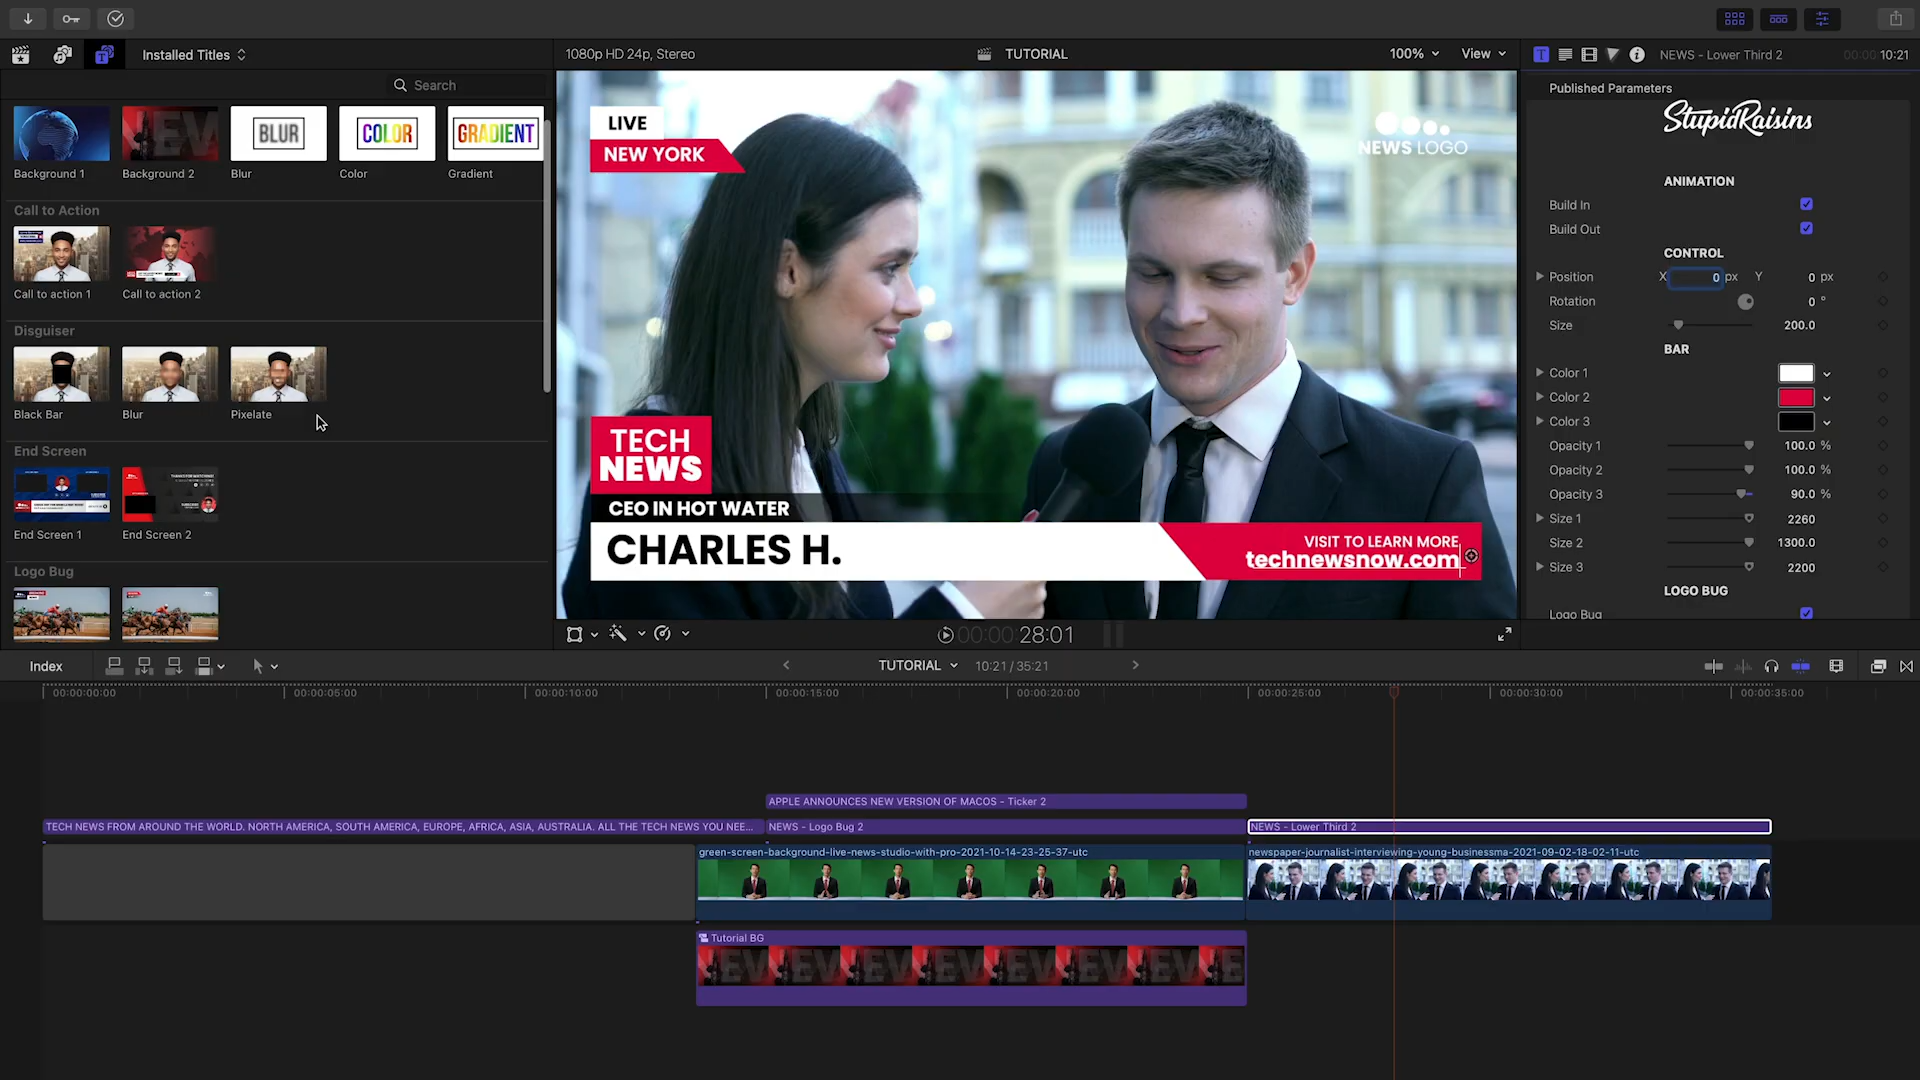 Installed Titles
Search
Background 1
Background 2
BLUR
Blur
COLOR
Color
GRADIENT
Gradient
Call to Action
Call to action 1
Call to action 2
Disguiser
Black Bar
Blur
Pixelate
End Screen
End Screen 1
End Screen 2
Logo Bug
1080p HD 24p, Stereo
TUTORIAL
100%
View
LIVE
NEW YORK
NEWS LOGO
TECH
NEWS
CEO IN HOT WATER
CHARLES H.
VISIT TO LEARN MORE
technewsnow.com
00:00:28:01
NEWS - Lower Third 2
00:00:10:21
Published Parameters
StupidRaisins
ANIMATION
Build In
Build Out
CONTROL
Position X 0 px Y 0 px
Rotation 0 °
Size 200.0
BAR
Color 1
Color 2
Color 3
Opacity 1 100.0 %
Opacity 2 100.0 %
Opacity 3 90.0 %
Size 1 2260
Size 2 1300.0
Size 3 2200
LOGO BUG
Logo Bug
Index
TUTORIAL
10:21 / 35:21
00:00:00:00
00:00:05:00
00:00:10:00
00:00:15:00
00:00:20:00
00:00:25:00
00:00:30:00
00:00:35:00
APPLE ANNOUNCES NEW VERSION OF MACOS - Ticker 2
TECH NEWS FROM AROUND THE WORLD. NORTH AMERICA, SOUTH AMERICA, EUROPE, AFRICA, ASIA, AUSTRALIA. ALL THE TECH NEWS YOU NEE...
NEWS - Logo Bug 2
NEWS - Lower Third 2
green-screen-background-live-news-studio-with-pro-2021-10-14-23-25-37-utc
newspaper-journalist-interviewing-young-businessma-2021-09-02-18-02-11-utc
Tutorial BG